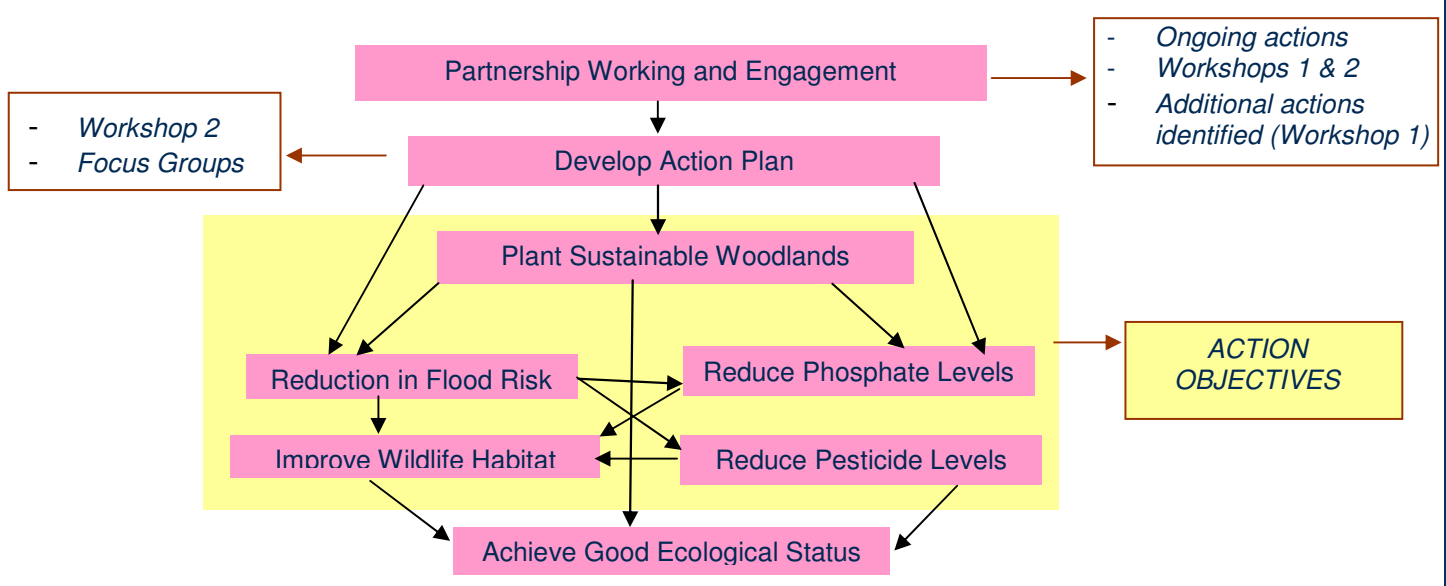 Partnership Working and Engagement
- Ongoing actions
- Workshops 1 & 2
- Additional actions
identified (Workshop 1)
- Workshop 2
- Focus Groups
Develop Action Plan
Plant Sustainable Woodlands
Reduction in Flood Risk
Reduce Phosphate Levels
ACTION
OBJECTIVES
Improve Wildlife Habitat
Reduce Pesticide Levels
Achieve Good Ecological Status